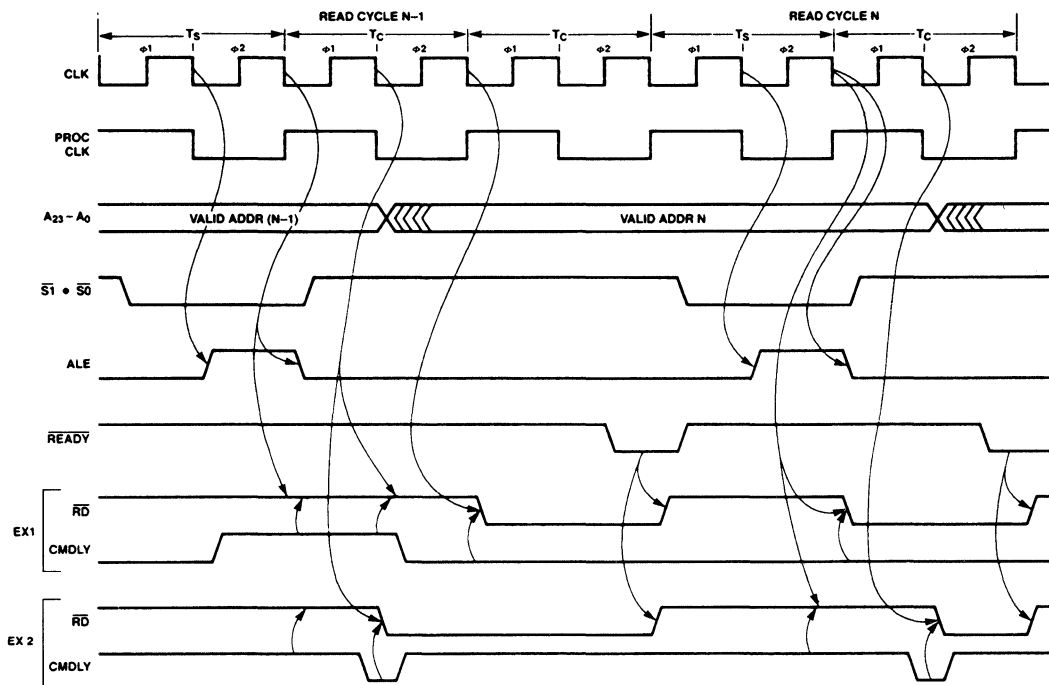 READ CYCLE N-1 READ CYCLE N
TS TC TC TS TC
Φ1 Φ2 Φ1 Φ2 Φ1 Φ2 Φ1 Φ2 Φ1 Φ2
CLK
PROC
CLK
A23 – A0 VALID ADDR (N-1) VALID ADDR N
S1 • S0
ALE
READY
EX1
RD
CMDLY
EX 2
RD
CMDLY